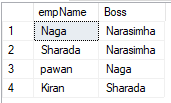 empName Boss
1 Naga Narasimha
2 Sharada Narasimha
3 pawan Naga
4 Kiran Sharada